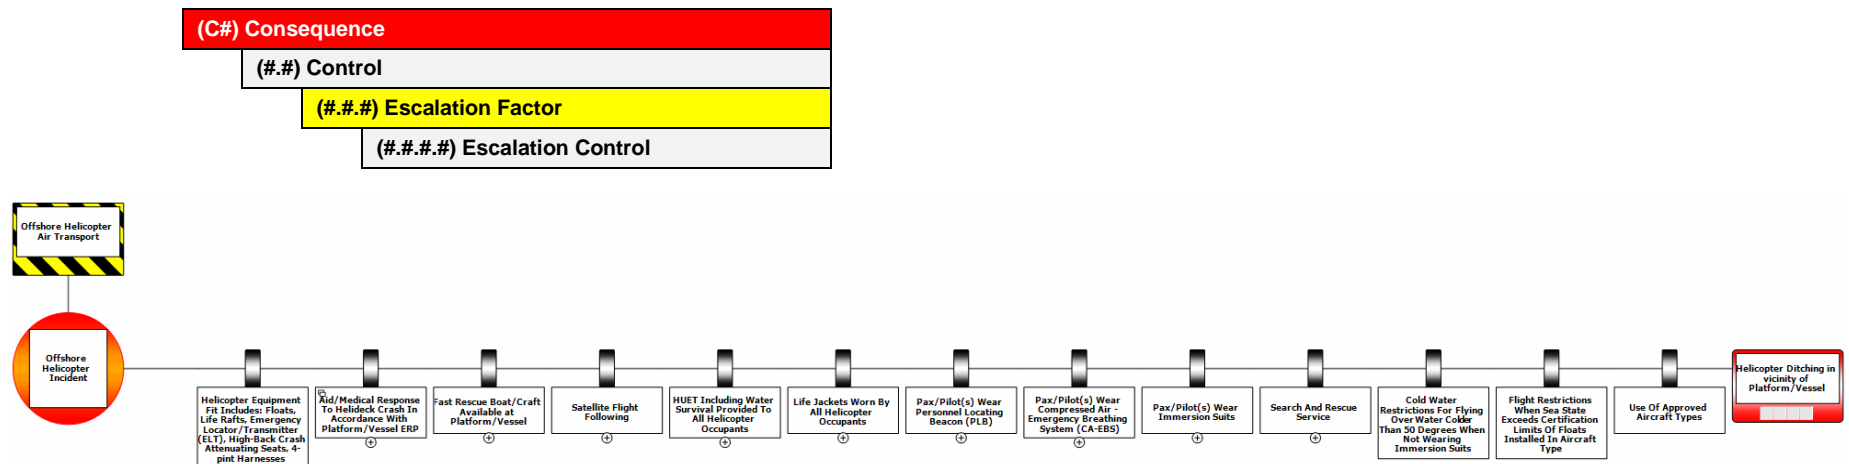 (C#) Consequence
(#.#) Control
(#.#.#) Escalation Factor
(#.#.#.#) Escalation Control
Offshore Helicopter
Air Transport
Offshore
Helicopter
Incident
Helicopter Equipment
Fit Includes: Floats,
Life Rafts, Emergency
Locator/Transmitter
(ELT), High-Back Crash
Attenuating Seats, 4-
pint Harnesses
Aid/Medical Response
To Helideck Crash In
Accordance With
Platform/Vessel ERP
Fast Rescue Boat/Craft
Available at
Platform/Vessel
Satellite Flight
Following
HUET Including Water
Survival Provided To
All Helicopter
Occupants
Life Jackets Worn By
All Helicopter
Occupants
Pax/Pilot(s) Wear
Personnel Locating
Beacon (PLB)
Pax/Pilot(s) Wear
Compressed Air -
Emergency Breathing
System (CA-EBS)
Pax/Pilot(s) Wear
Immersion Suits
Search And Rescue
Service
Cold Water
Restrictions For Flying
Over Water Colder
Than 50 Degrees When
Not Wearing
Immersion Suits
Flight Restrictions
When Sea State
Exceeds Certification
Limits Of Floats
Installed In Aircraft
Type
Use Of Approved
Aircraft Types
Helicopter Ditching in
vicinity of
Platform/Vessel